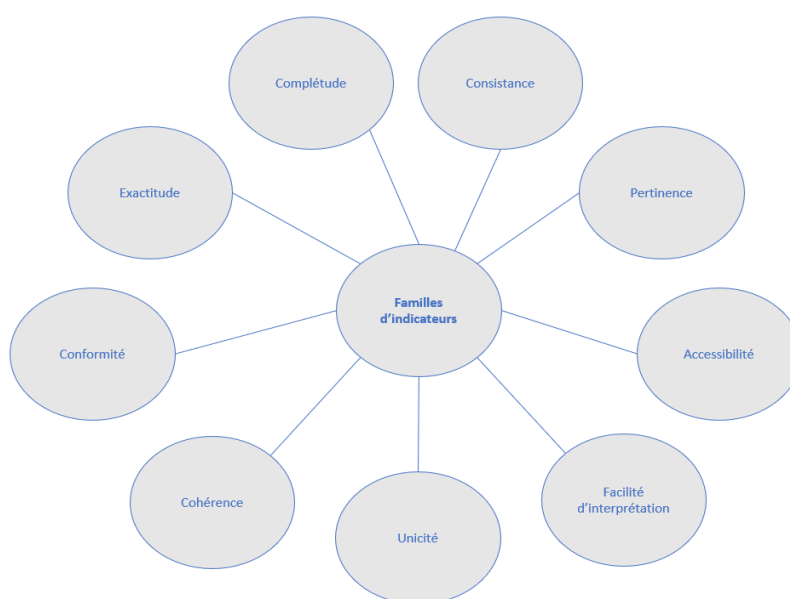 Complétude
Consistance
Exactitude
Pertinence
Familles
d’indicateurs
Conformité
Accessibilité
Cohérence
Facilité
d’interprétation
Unicité